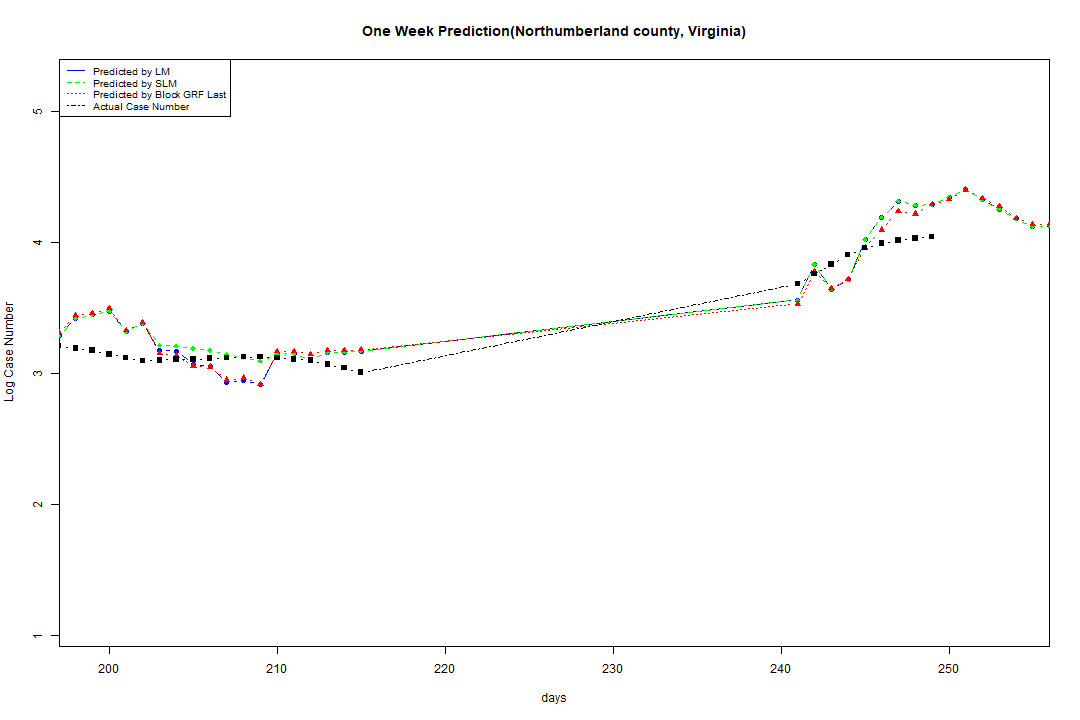 One Week Prediction(Northumberland county, Virginia)
Predicted by LM
Predicted by SLM
Predicted by Block GRF Last
Actual Case Number
5
4
3
2
1
Log Case Number
200 210 220 230 240 250
days